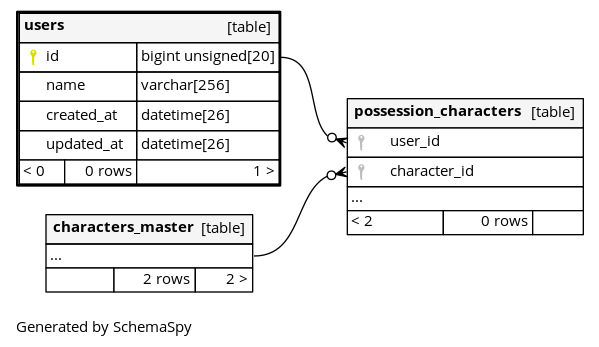 users [table]
id bigint unsigned[20]
name varchar[256]
created_at datetime[26]
updated_at datetime[26]
< 0 0 rows 1 >
possession_characters [table]
user_id
character_id
...
< 2 0 rows
characters_master [table]
...
2 rows 2 >
Generated by SchemaSpy